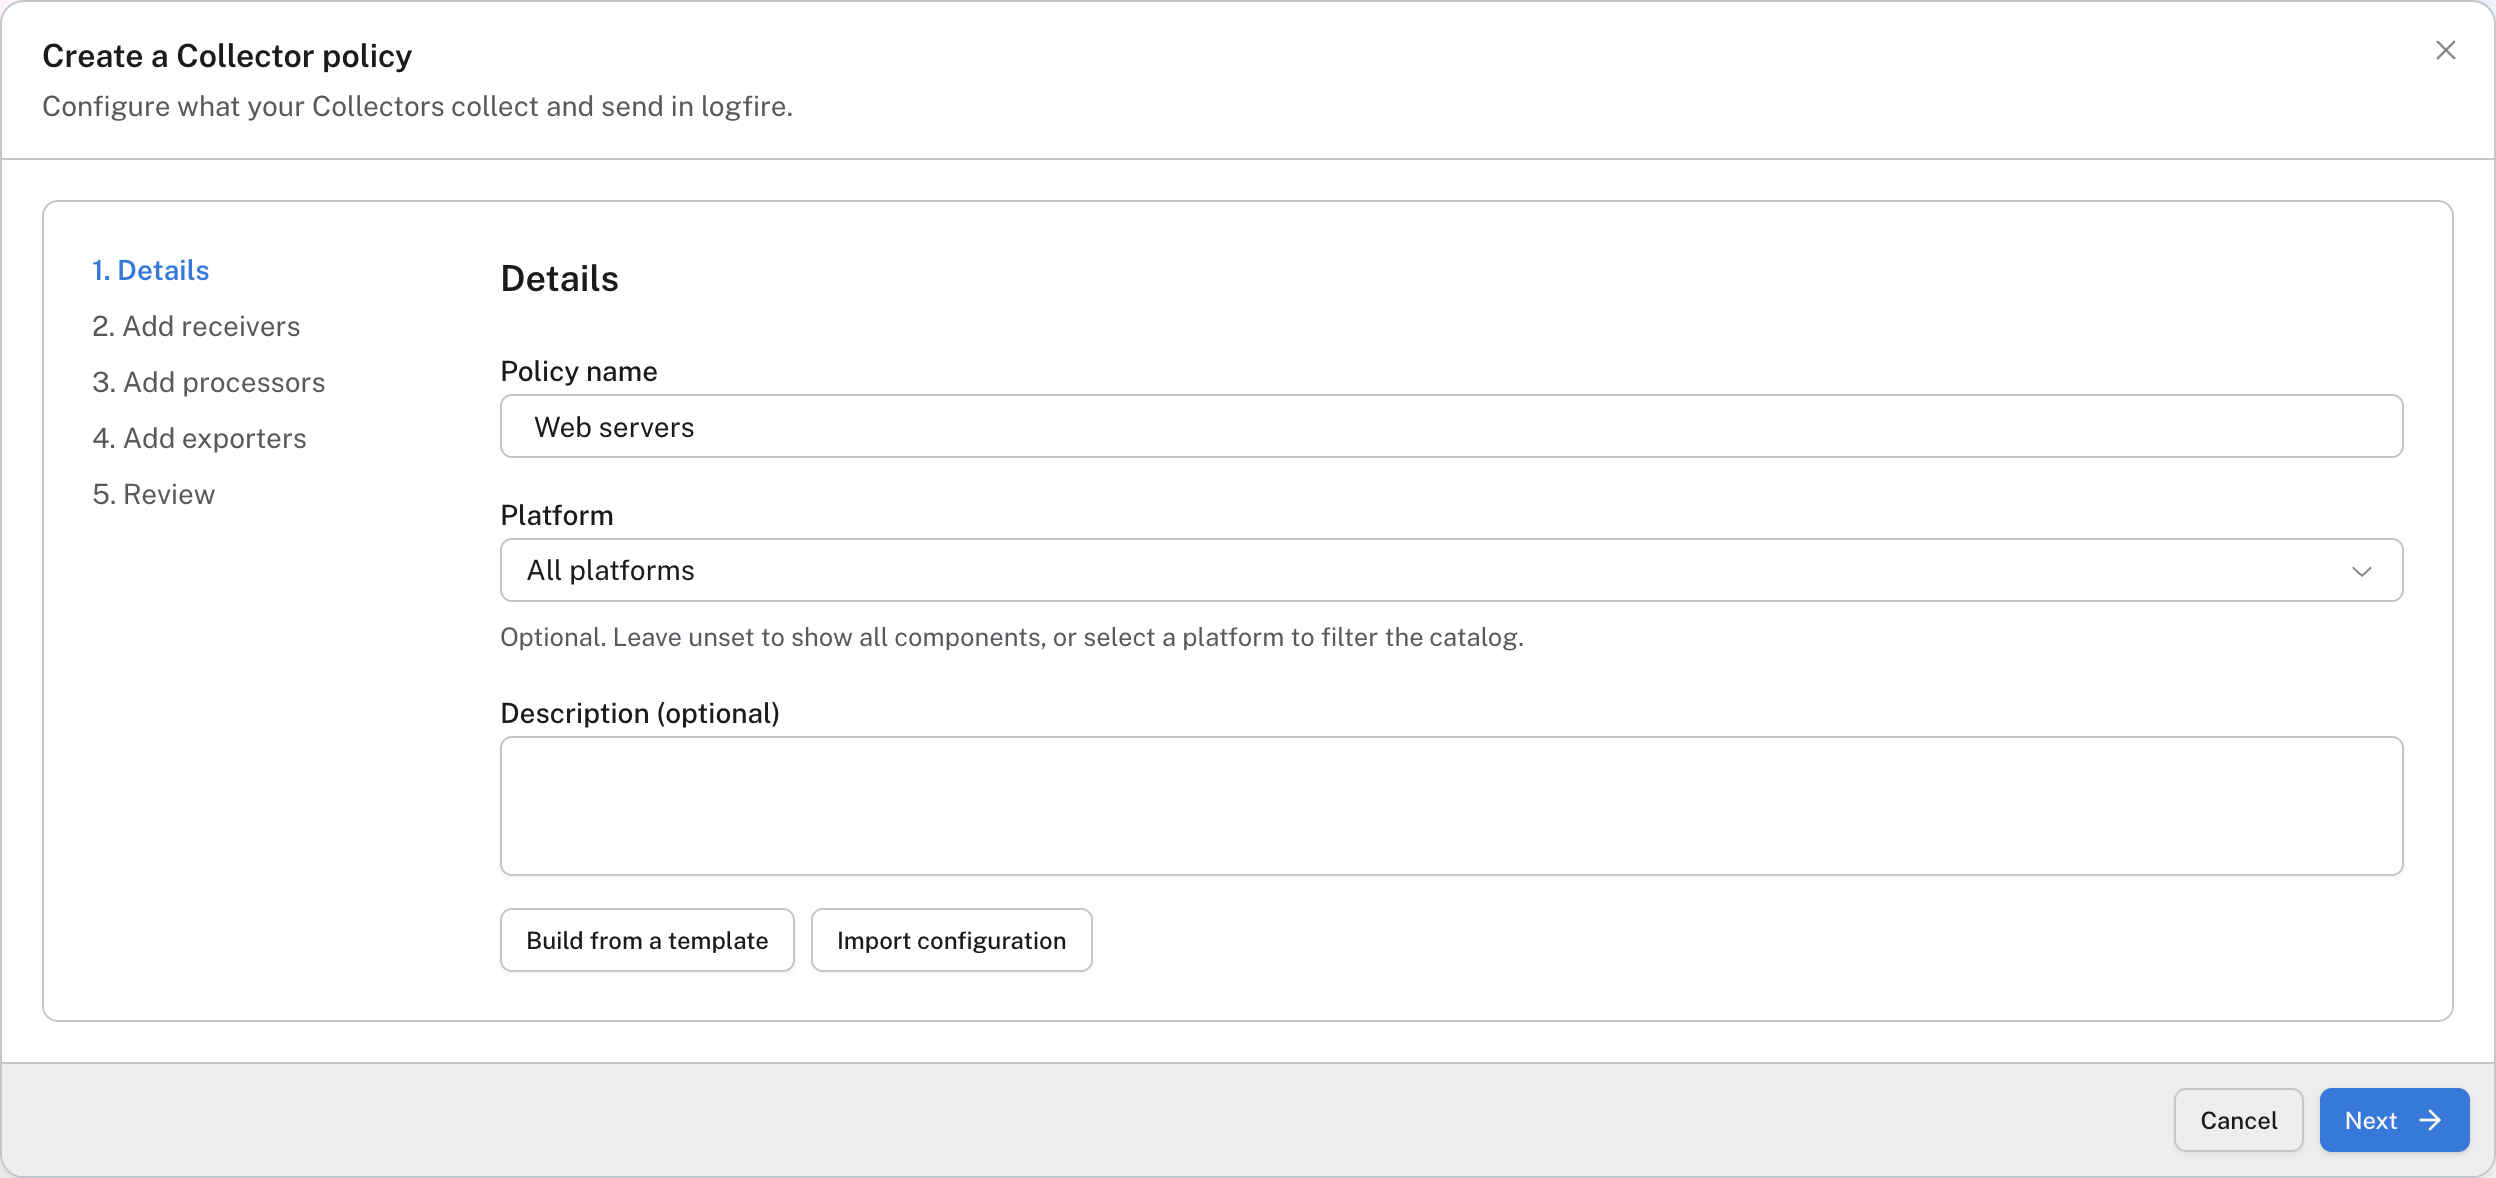 Create a Collector policy
Configure what your Collectors collect and send in logfire.
1. Details
2. Add receivers
3. Add processors
4. Add exporters
5. Review
Details
Policy name
Web servers
Platform
All platforms
Optional. Leave unset to show all components, or select a platform to filter the catalog.
Description (optional)
Build from a template
Import configuration
Cancel
Next